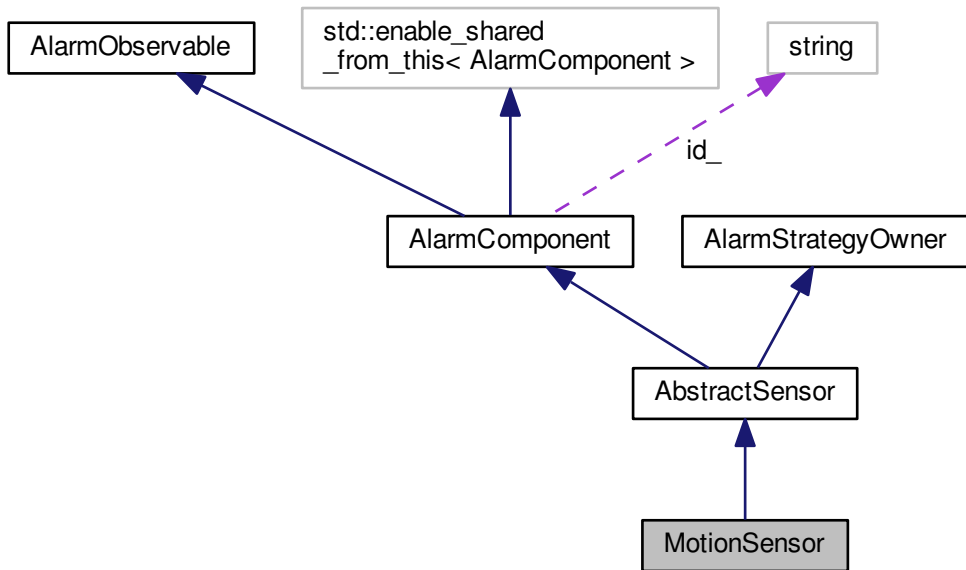 AlarmObservable
std::enable_shared
_from_this< AlarmComponent >
string
id_
AlarmComponent
AlarmStrategyOwner
AbstractSensor
MotionSensor